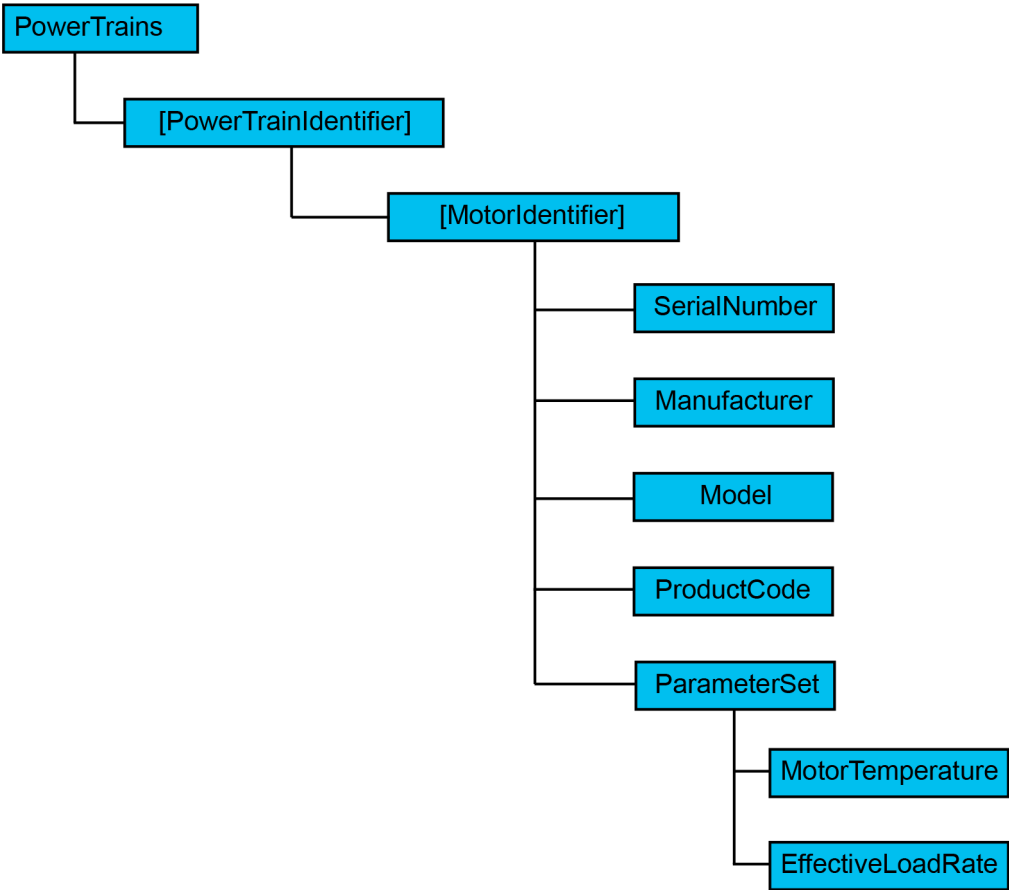 PowerTrains
[PowerTrainIdentifier]
[MotorIdentifier]
SerialNumber
Manufacturer
Model
ProductCode
ParameterSet
MotorTemperature
EffectiveLoadRate